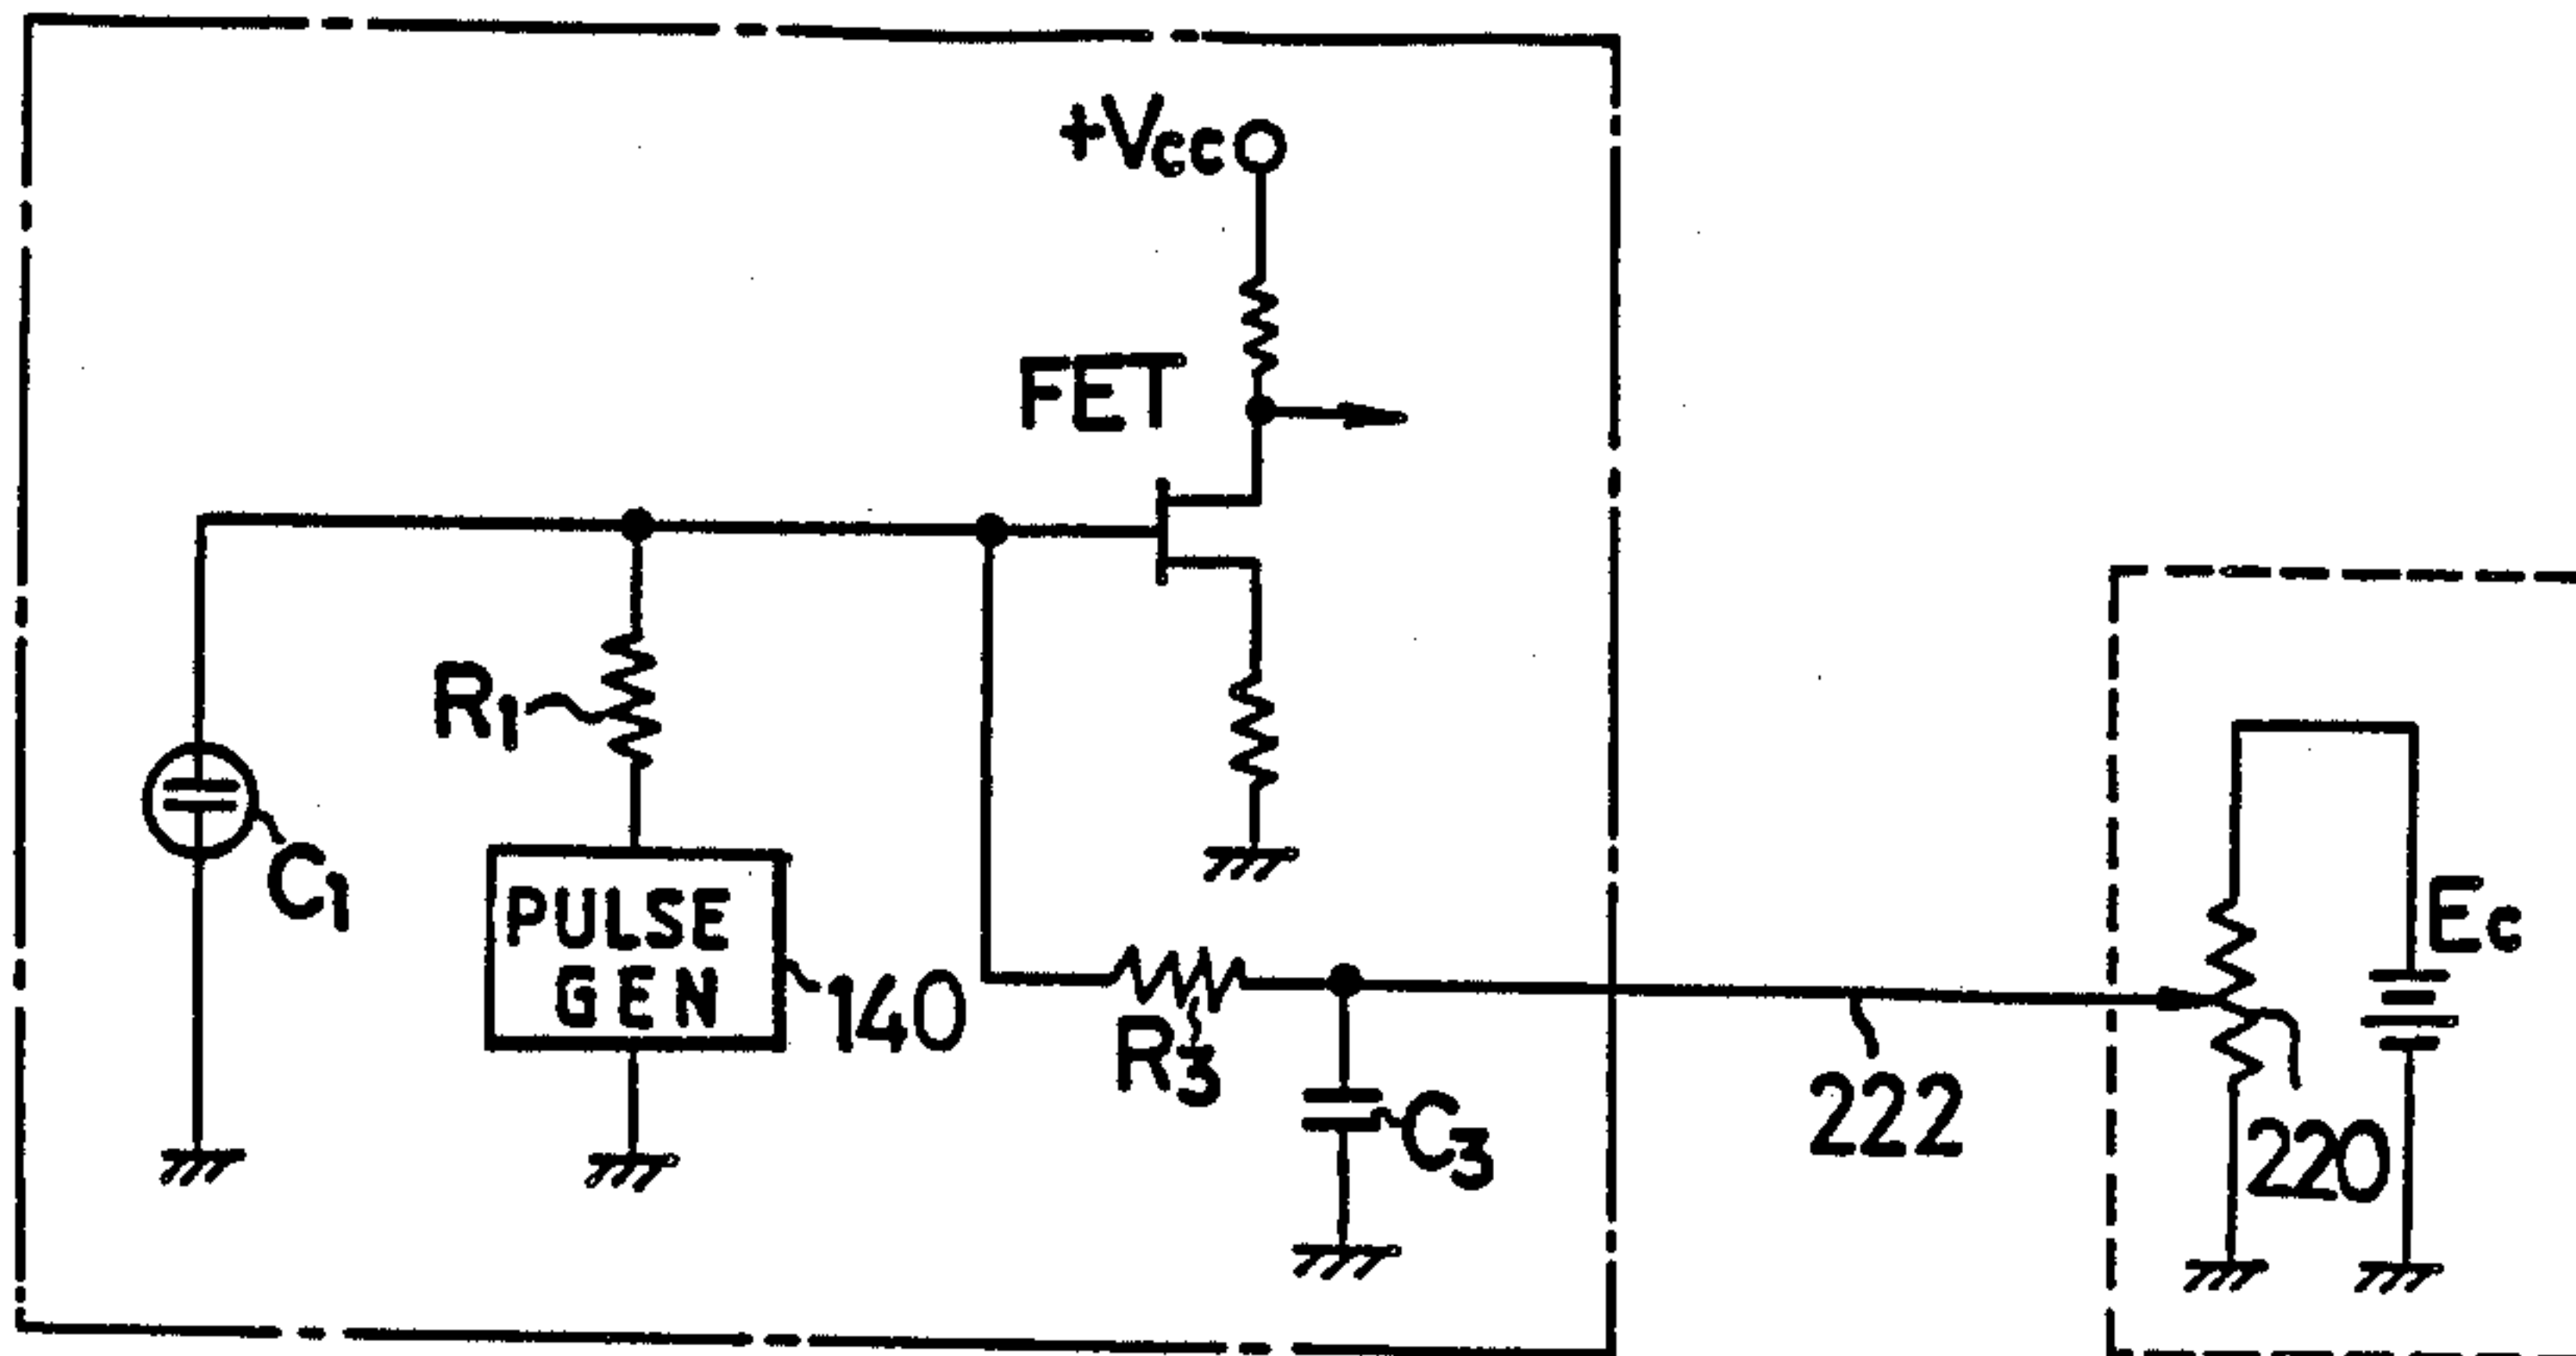 +Vcc
FET
R1
C1
PULSE
GEN
140
R3
C3
222
Ec
220